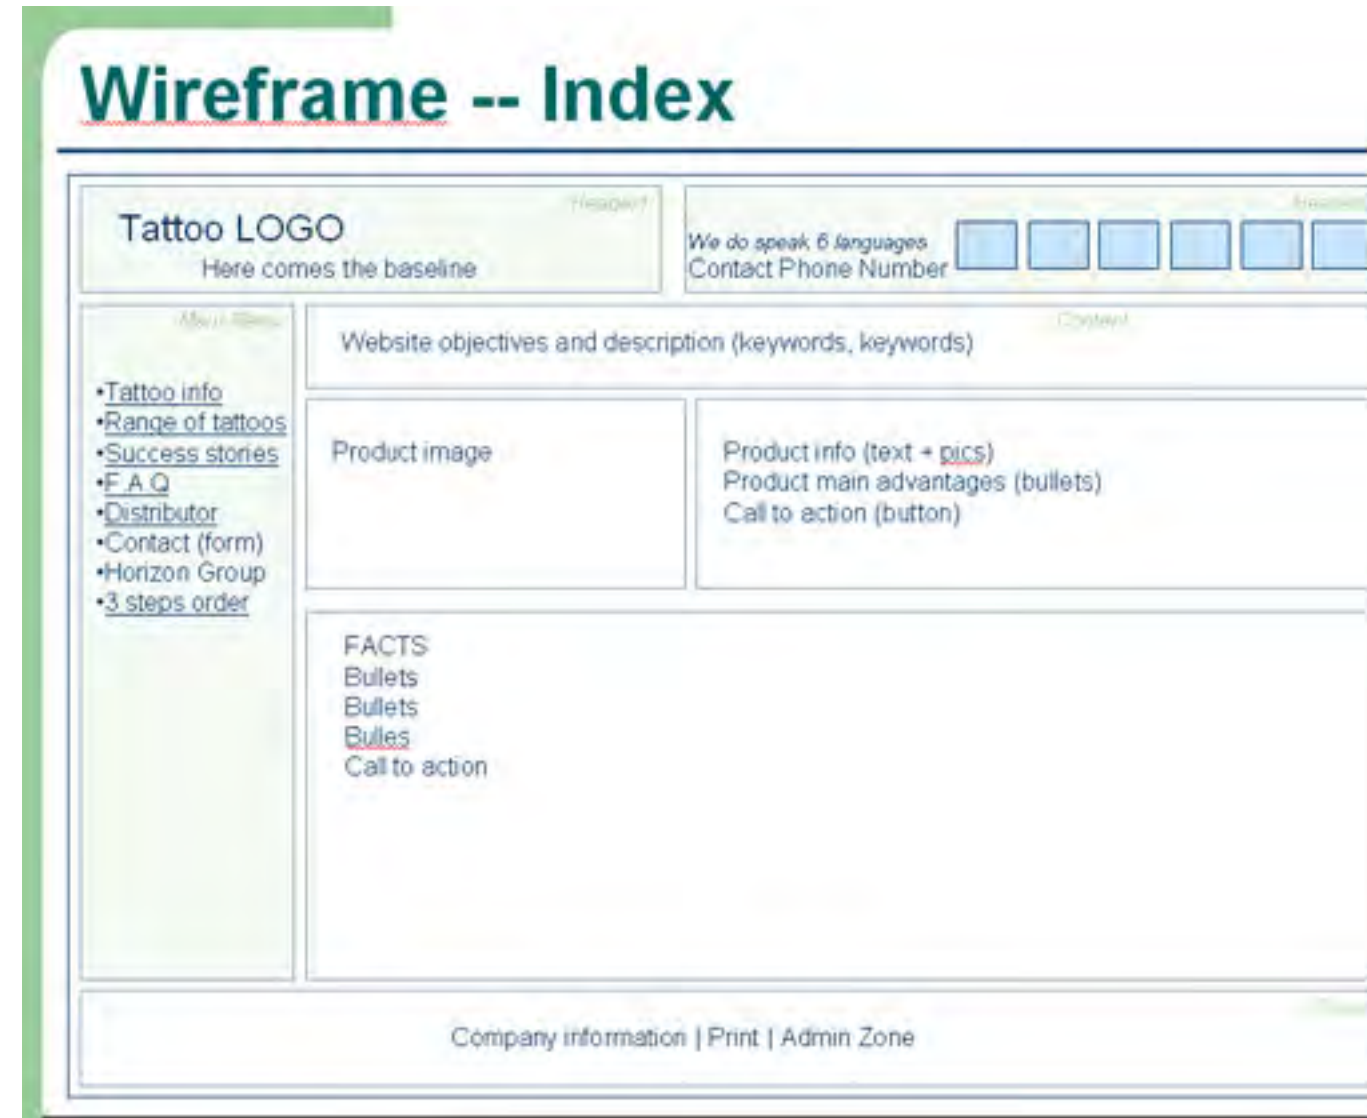 Wireframe -- Index
Tattoo LOGO
Here comes the baseline
We do speak 6 languages
Contact Phone Number
Main Menu
•Tattoo info
•Range of tattoos
•Success stories
•F A Q
•Distributor
•Contact (form)
•Horizon Group
•3 steps order
Content
Website objectives and description (keywords, keywords)
Product image
Product info (text + pics)
Product main advantages (bullets)
Call to action (button)
FACTS
Bullets
Bullets
Bulles
Call to action
Company information | Print | Admin Zone